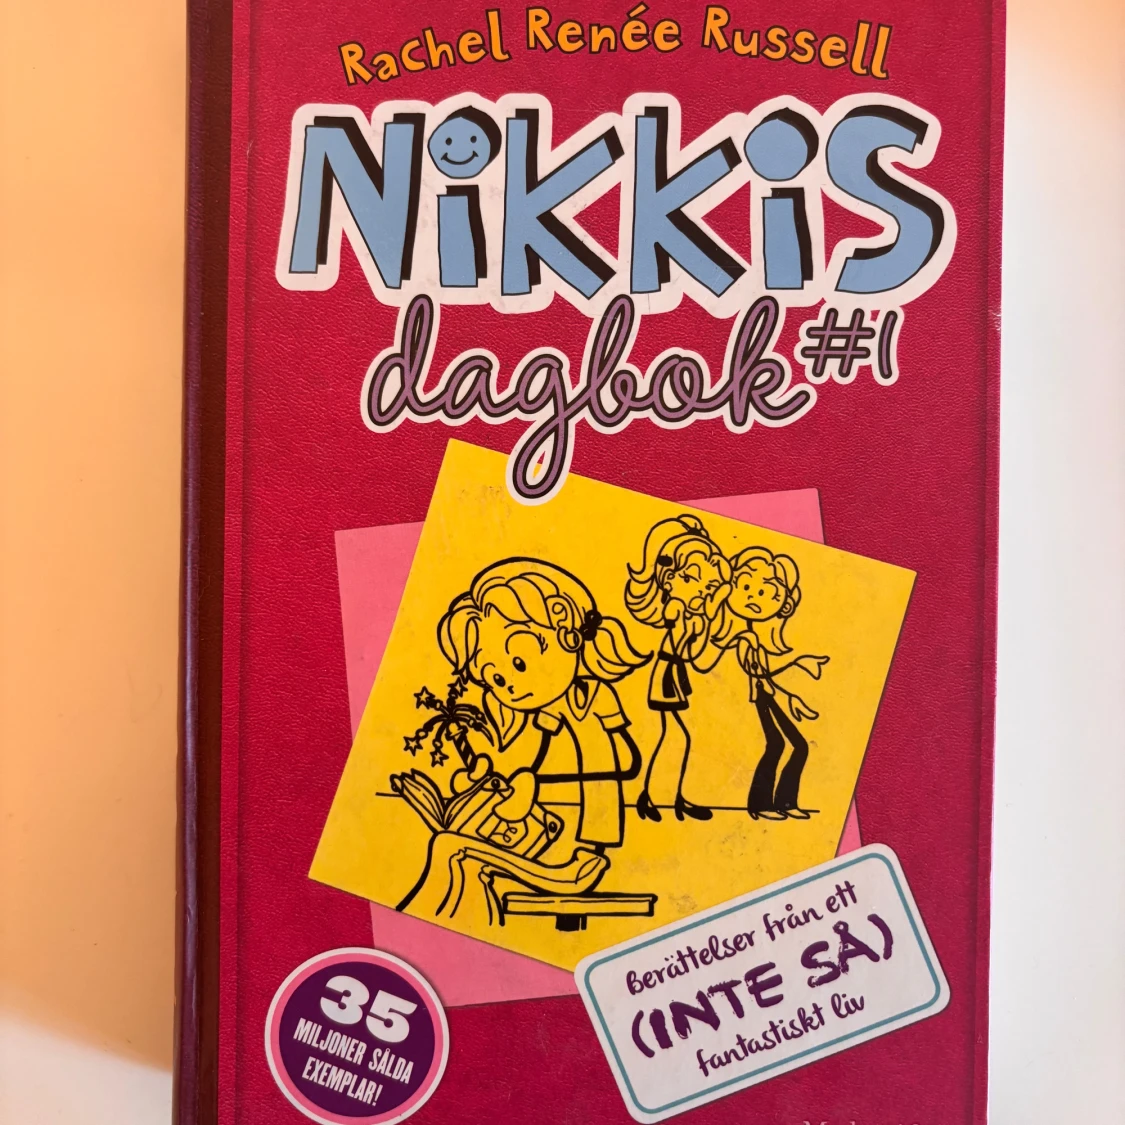 Rachel Renée Russell
NiKKiS
dagbok #1
Berättelser från ett
(INTE SÅ)
fantastiskt liv
35
MILJONER SÅLDA
EXEMPLAR!